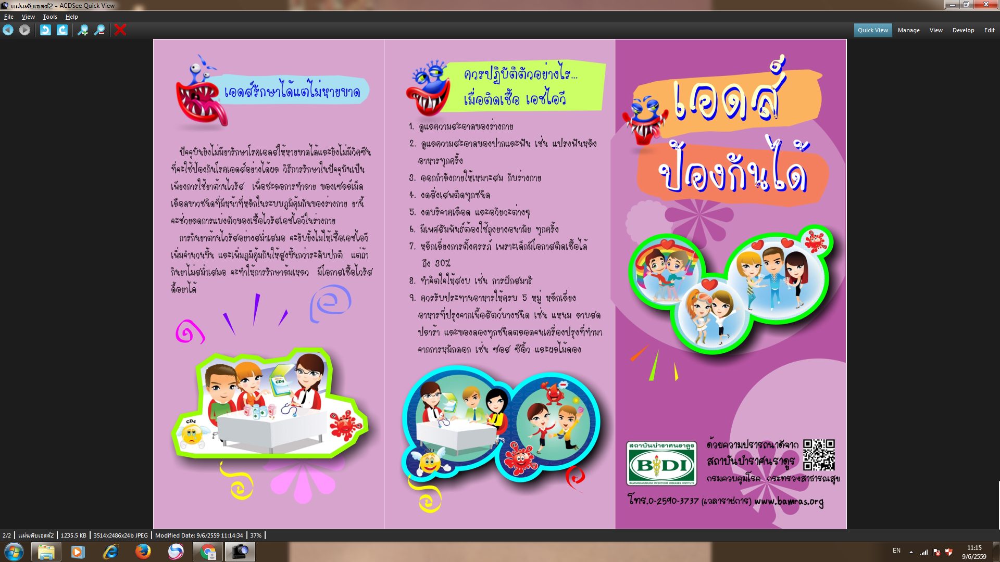 แผ่นพับเอสด์2 - ACDSee Quick View
File View Tools Help
Quick View Manage View Develop Edit
เอดส์รักษาได้แต่ไม่หายขาด
ปัจจุบันยังไม่มียารักษาโรคเอดส์ให้หายขาดได้และยังไม่มีวัคซีน
ที่จะใช้ป้องกันโรคเอดส์อย่างได้ผล วิธีการรักษาในปัจจุบันเป็น
เพียงการใช้ยาต้านไวรัส เพื่อชะลอการทำลาย ของเซลล์เม็ด
เลือดขาวชนิดที่มีหน้าที่หลักในระบบภูมิคุ้มกันของร่างกาย ยานี้
จะช่วยลดการแบ่งตัวของเชื้อไวรัสเอชไอวีในร่างกาย
การกินยาต้านไวรัสอย่างสม่ำเสมอ จะยับยั้งไม่ให้เชื้อเอชไอวี
เพิ่มจำนวนขึ้น และเพิ่มภูมิคุ้มกันให้สูงขึ้นกว่าระดับปกติ แต่ถ้า
กินยาไม่สม่ำเสมอ จะทำให้การรักษาล้มเหลว มีโอกาสเชื้อไวรัส
ดื้อยาได้
CD4
CD4
ควรปฏิบัติตัวอย่างไร...
เมื่อติดเชื้อ เอชไอวี
1. ดูแลความสะอาดของร่างกาย
2. ดูแลความสะอาดของปากและฟัน เช่น แปรงฟันหลัง
อาหารทุกครั้ง
3. ออกกำลังกายให้เหมาะสม กับร่างกาย
4. งดสิ่งเสพติดทุกชนิด
5. งดบริจาคเลือด และอวัยวะต่างๆ
6. มีเพศสัมพันธ์ต้องใช้ถุงยางอนามัย ทุกครั้ง
7. หลีกเลี่ยงการตั้งครรภ์ เพราะเด็กมีโอกาสติดเชื้อได้
ถึง 30%
8. ทำจิตใจให้สงบ เช่น การฝึกสมาธิ
9. ควรรับประทานอาหารให้ครบ 5 หมู่ หลีกเลี่ยง
อาหารที่ปรุงจากเนื้อสัตว์บางชนิด เช่น แหนม ลาบสด
ปลาร้า และของดองทุกชนิดตลอดจนเครื่องปรุงที่ทำมา
จากการหมักดอก เช่น ซอส ซีอิ้ว และผลไม้ดอง
CD4
เอดส์
ป้องกันได้
สถาบันบำราศนราดูร
BIDI
BAMRASNARADURA INFECTIOUS DISEASES INSTITUTE
ด้วยความปรารถนาดีจาก
สถาบันบำราศนราดูร
กรมควบคุมโรค กระทรวงสาธารณสุข
โทร.0-2590-3737 (เวลาราชการ) www.bamras.org
2/2 แผ่นพับเอสด์2 1235.5 KB 3514x2486x24b JPEG Modified Date: 9/6/2559 11:14:34 37%
EN
11:15
9/6/2559